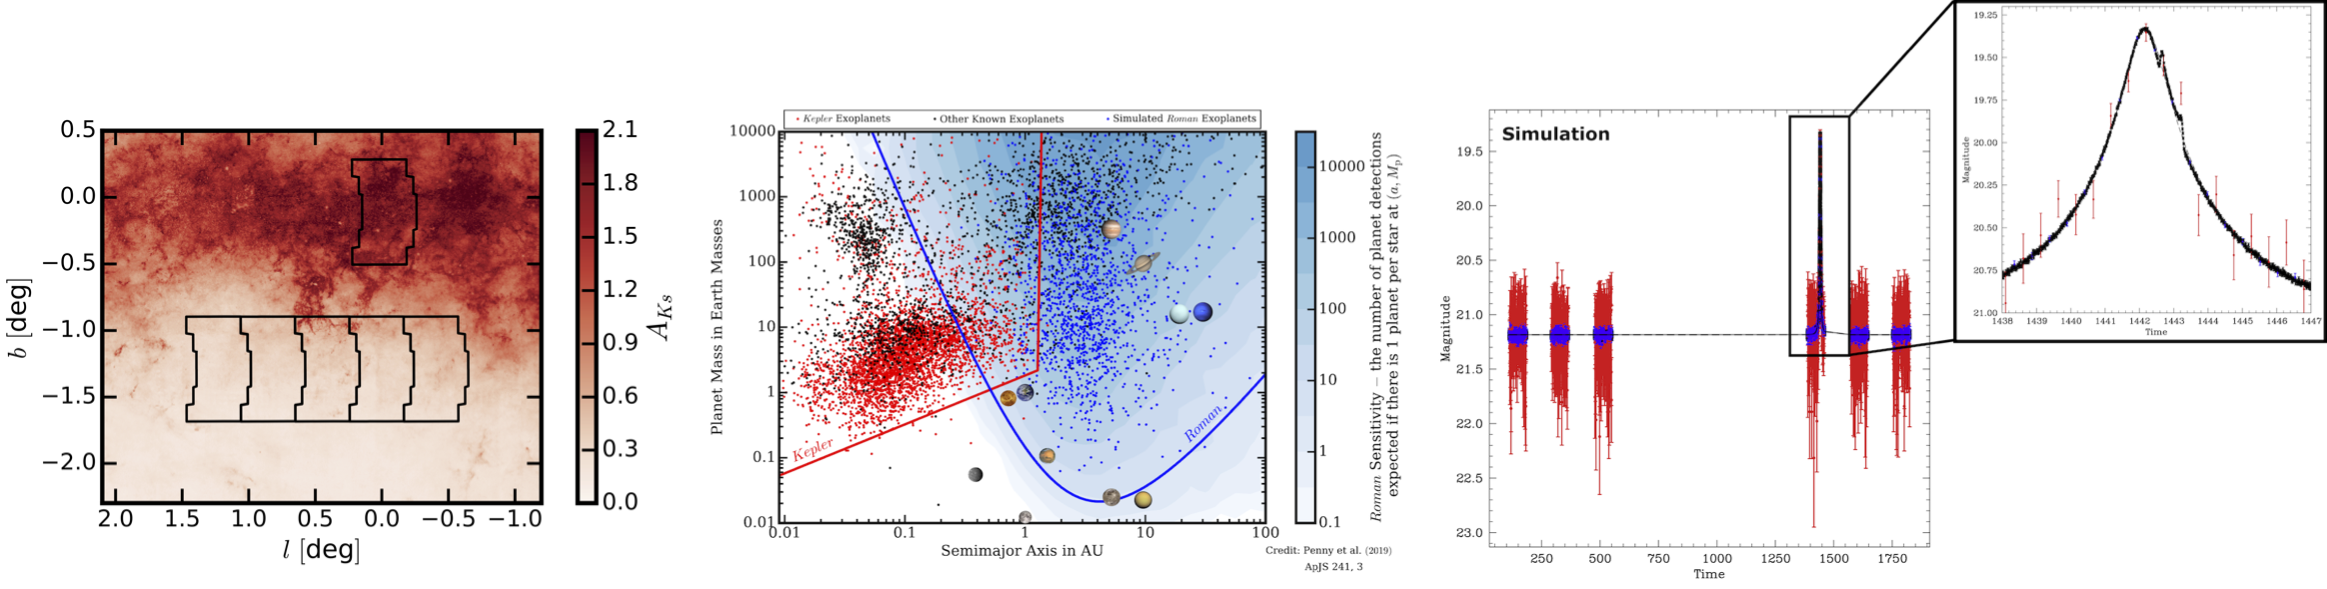 0.5
0.0
−0.5
−1.0
−1.5
−2.0
b [deg]
2.0 1.5 1.0 0.5 0.0 −0.5 −1.0
l [deg]
2.1
1.8
1.5
1.2
0.9
0.6
0.3
0.0
A_Ks
Kepler Exoplanets Other Known Exoplanets Simulated Roman Exoplanets
10000
1000
100
10
1
0.1
0.01
Planet Mass in Earth Masses
Kepler
Roman
0.01 0.1 1 10 100
Semimajor Axis in AU
10000
1000
100
10
1
0.1
Roman Sensitivity − the number of planet detections
expected if there is 1 planet per star at (a, Mp)
Credit: Penny et al. (2019)
ApJS 241, 3
Simulation
19.5
20.0
20.5
21.0
21.5
22.0
22.5
23.0
Magnitude
250 500 750 1000 1250 1500 1750
Time
19.25
19.50
19.75
20.00
20.25
20.50
20.75
21.00
Magnitude
1438 1439 1440 1441 1442 1443 1444 1445 1446 1447
Time